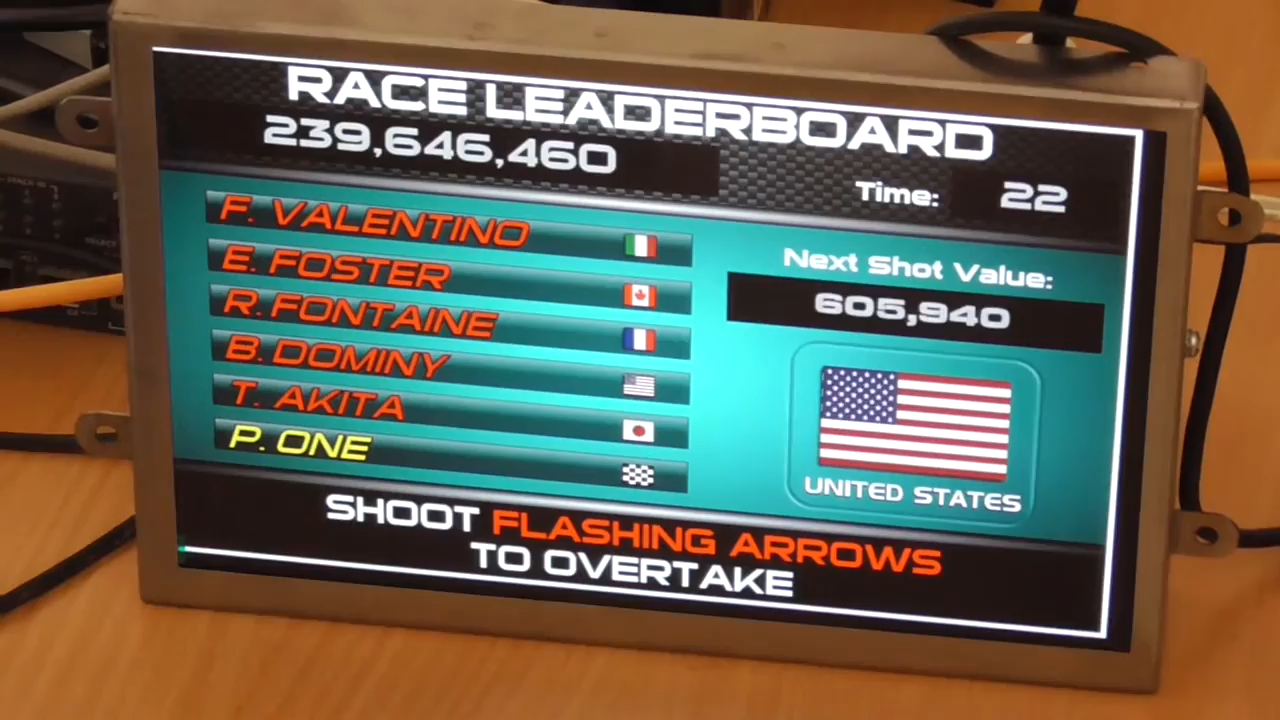 RACE LEADERBOARD
239,646,460
Time: 22
F. VALENTINO
E. FOSTER
R. FONTAINE
B. DOMINY
T. AKITA
P. ONE
Next Shot Value:
605,940
UNITED STATES
SHOOT FLASHING ARROWS
TO OVERTAKE